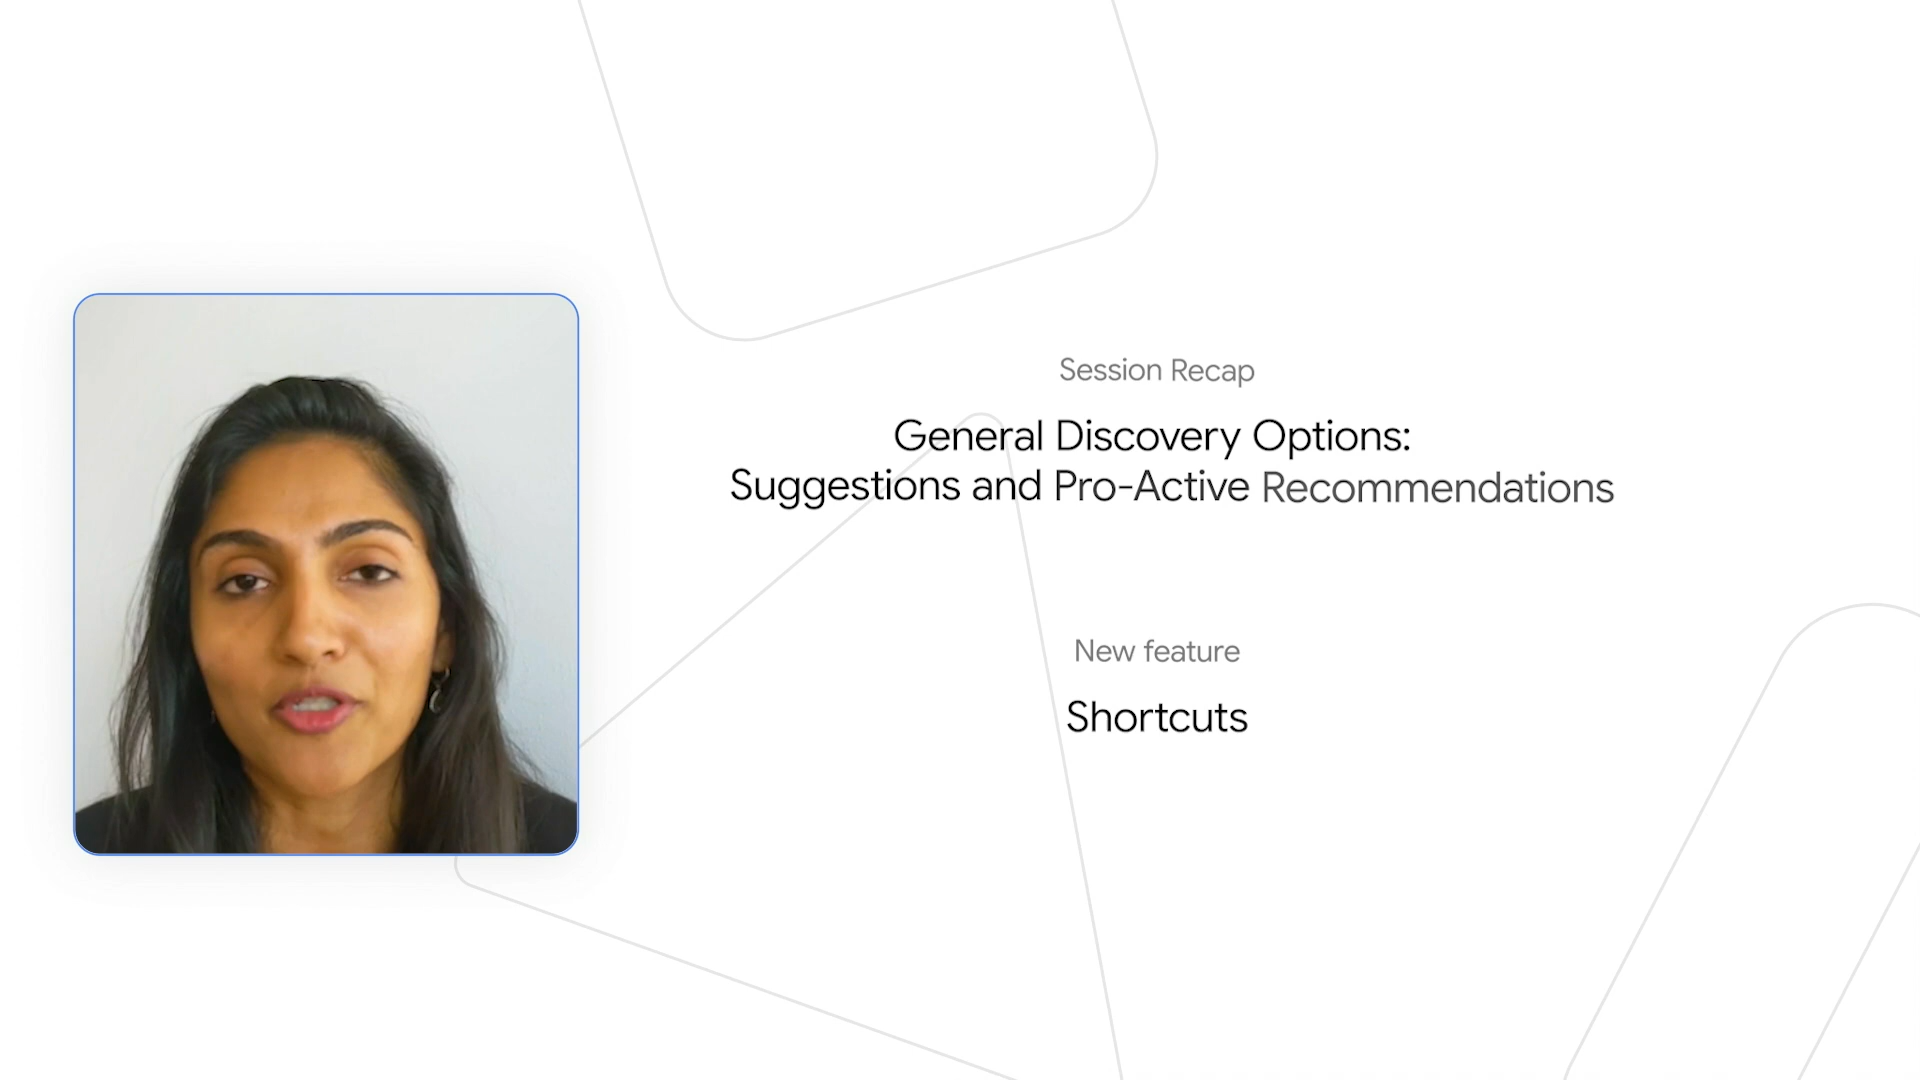 Session Recap
General Discovery Options:
Suggestions and Pro-Active Recommendations
New feature
Shortcuts